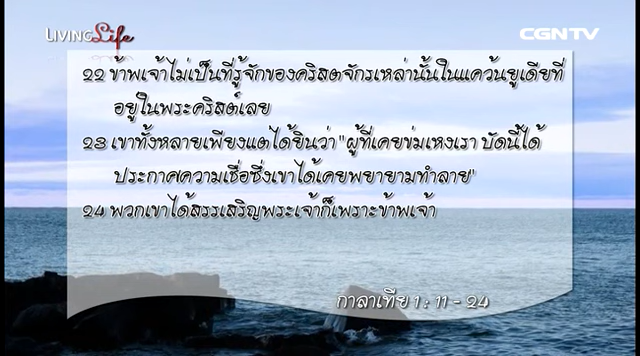 LIVING Life
CGNTV
22 ข้าพเจ้าไม่เป็นที่รู้จักของคริสตจักรเหล่านั้นในแคว้นยูเดียที่
อยู่ในพระคริสต์เลย
23 เขาทั้งหลายเพียงแต่ได้ยินว่า "ผู้ที่เคยข่มเหงเรา บัดนี้ได้
ประกาศความเชื่อซึ่งเขาได้เคยพยายามทำลาย"
24 พวกเขาได้สรรเสริญพระเจ้าก็เพราะข้าพเจ้า
กาลาเทีย 1 : 11 - 24